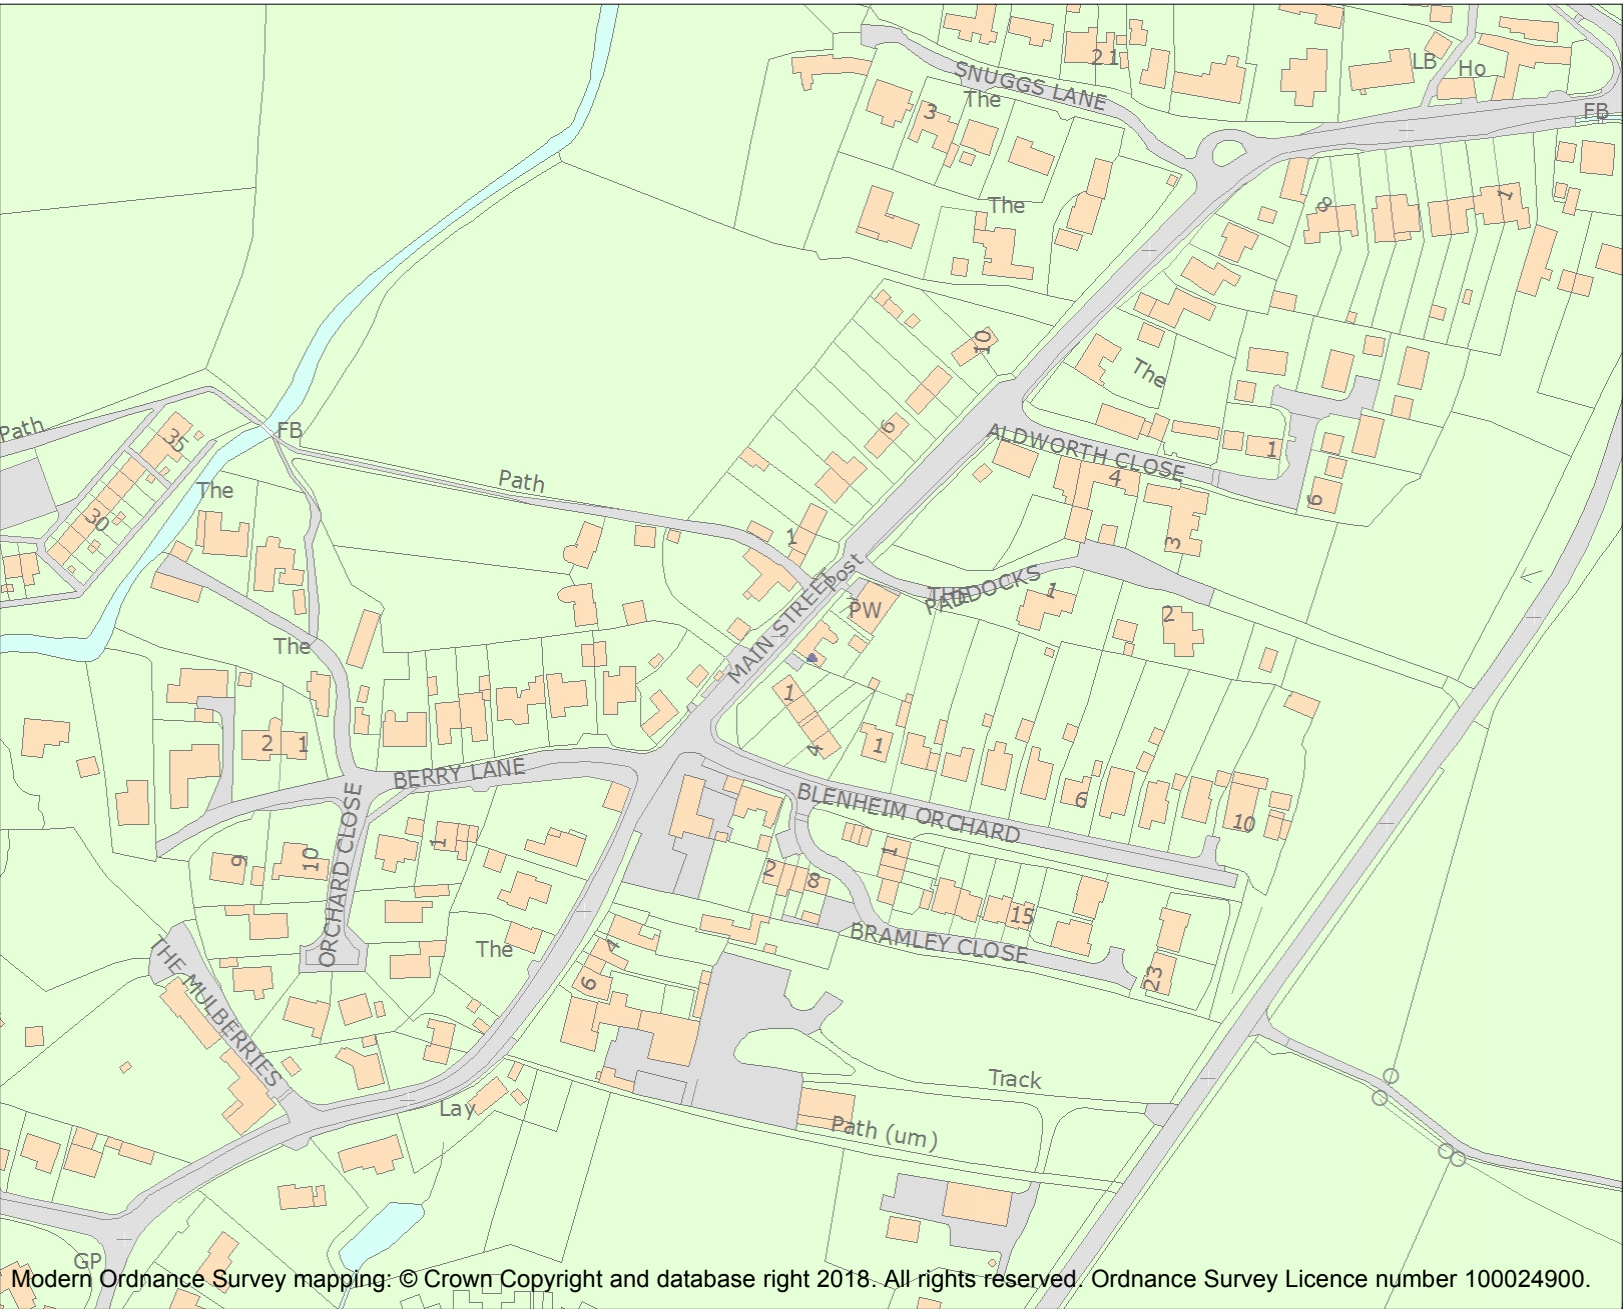 21
SNUGGS LANE
LB
Ho
The
3
FB
The
8
1
10
The
6
ALDWORTH CLOSE
1
4
6
3
Path
35
FB
The
30
Path
1
Post
MAIN STREET
PW
THE
PADDOCKS
1
2
The
1
4
1
2
1
BERRY LANE
BLENHEIM ORCHARD
6
10
ORCHARD CLOSE
9
10
1
1
2
8
15
BRAMLEY CLOSE
23
THE MULBERRIES
The
4
6
Lay
Track
Path (um)
GP
Modern Ordnance Survey mapping: © Crown Copyright and database right 2018. All rights reserved. Ordnance Survey Licence number 100024900.